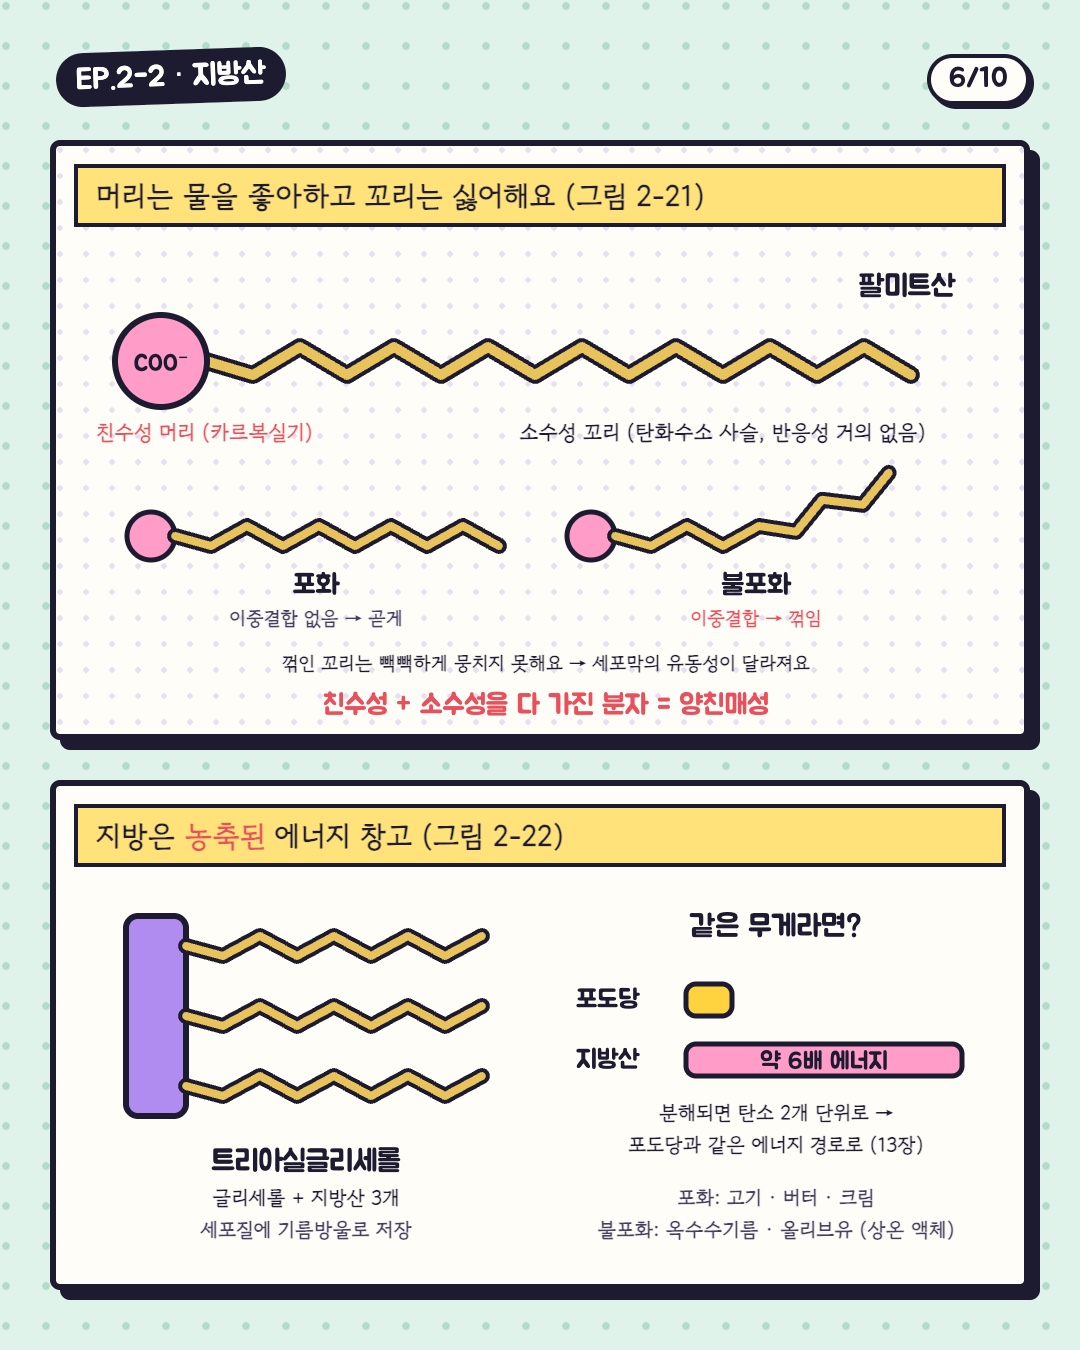 EP.2-2 · 지방산
6/10
머리는 물을 좋아하고 꼬리는 싫어해요 (그림 2-21)
팔미트산
COO⁻
친수성 머리 (카르복실기)
소수성 꼬리 (탄화수소 사슬, 반응성 거의 없음)
포화
이중결합 없음 → 곧게
불포화
이중결합 → 꺾임
꺾인 꼬리는 빽빽하게 뭉치지 못해요 → 세포막의 유동성이 달라져요
친수성 + 소수성을 다 가진 분자 = 양친매성
지방은 농축된 에너지 창고 (그림 2-22)
트리아실글리세롤
글리세롤 + 지방산 3개
세포질에 기름방울로 저장
같은 무게라면?
포도당
지방산
약 6배 에너지
분해되면 탄소 2개 단위로 →
포도당과 같은 에너지 경로로 (13장)
포화: 고기 · 버터 · 크림
불포화: 옥수수기름 · 올리브유 (상온 액체)